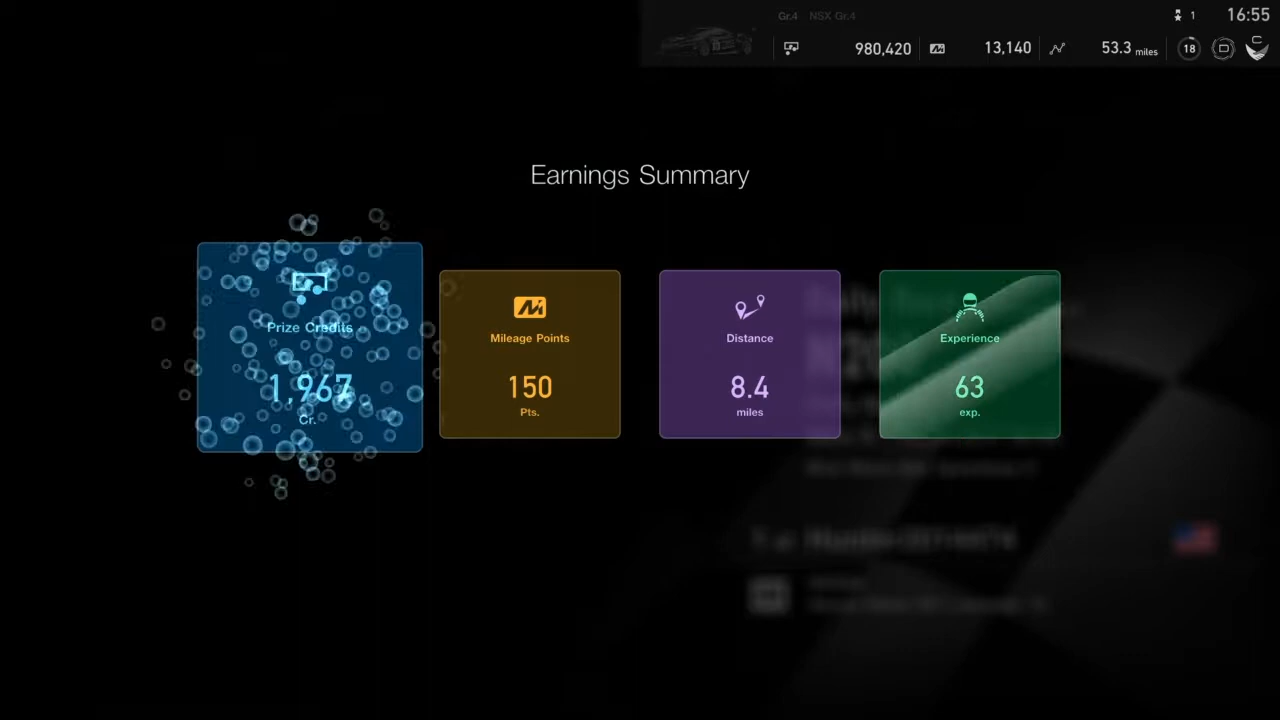 Gr.4 NSX Gr.4
1 16:55
980,420 13,140 53.3 miles 18 D C
Earnings Summary
Prize Credits
1,967
Cr.
Mileage Points
150
Pts.
Distance
8.4
miles
Experience
63
exp.